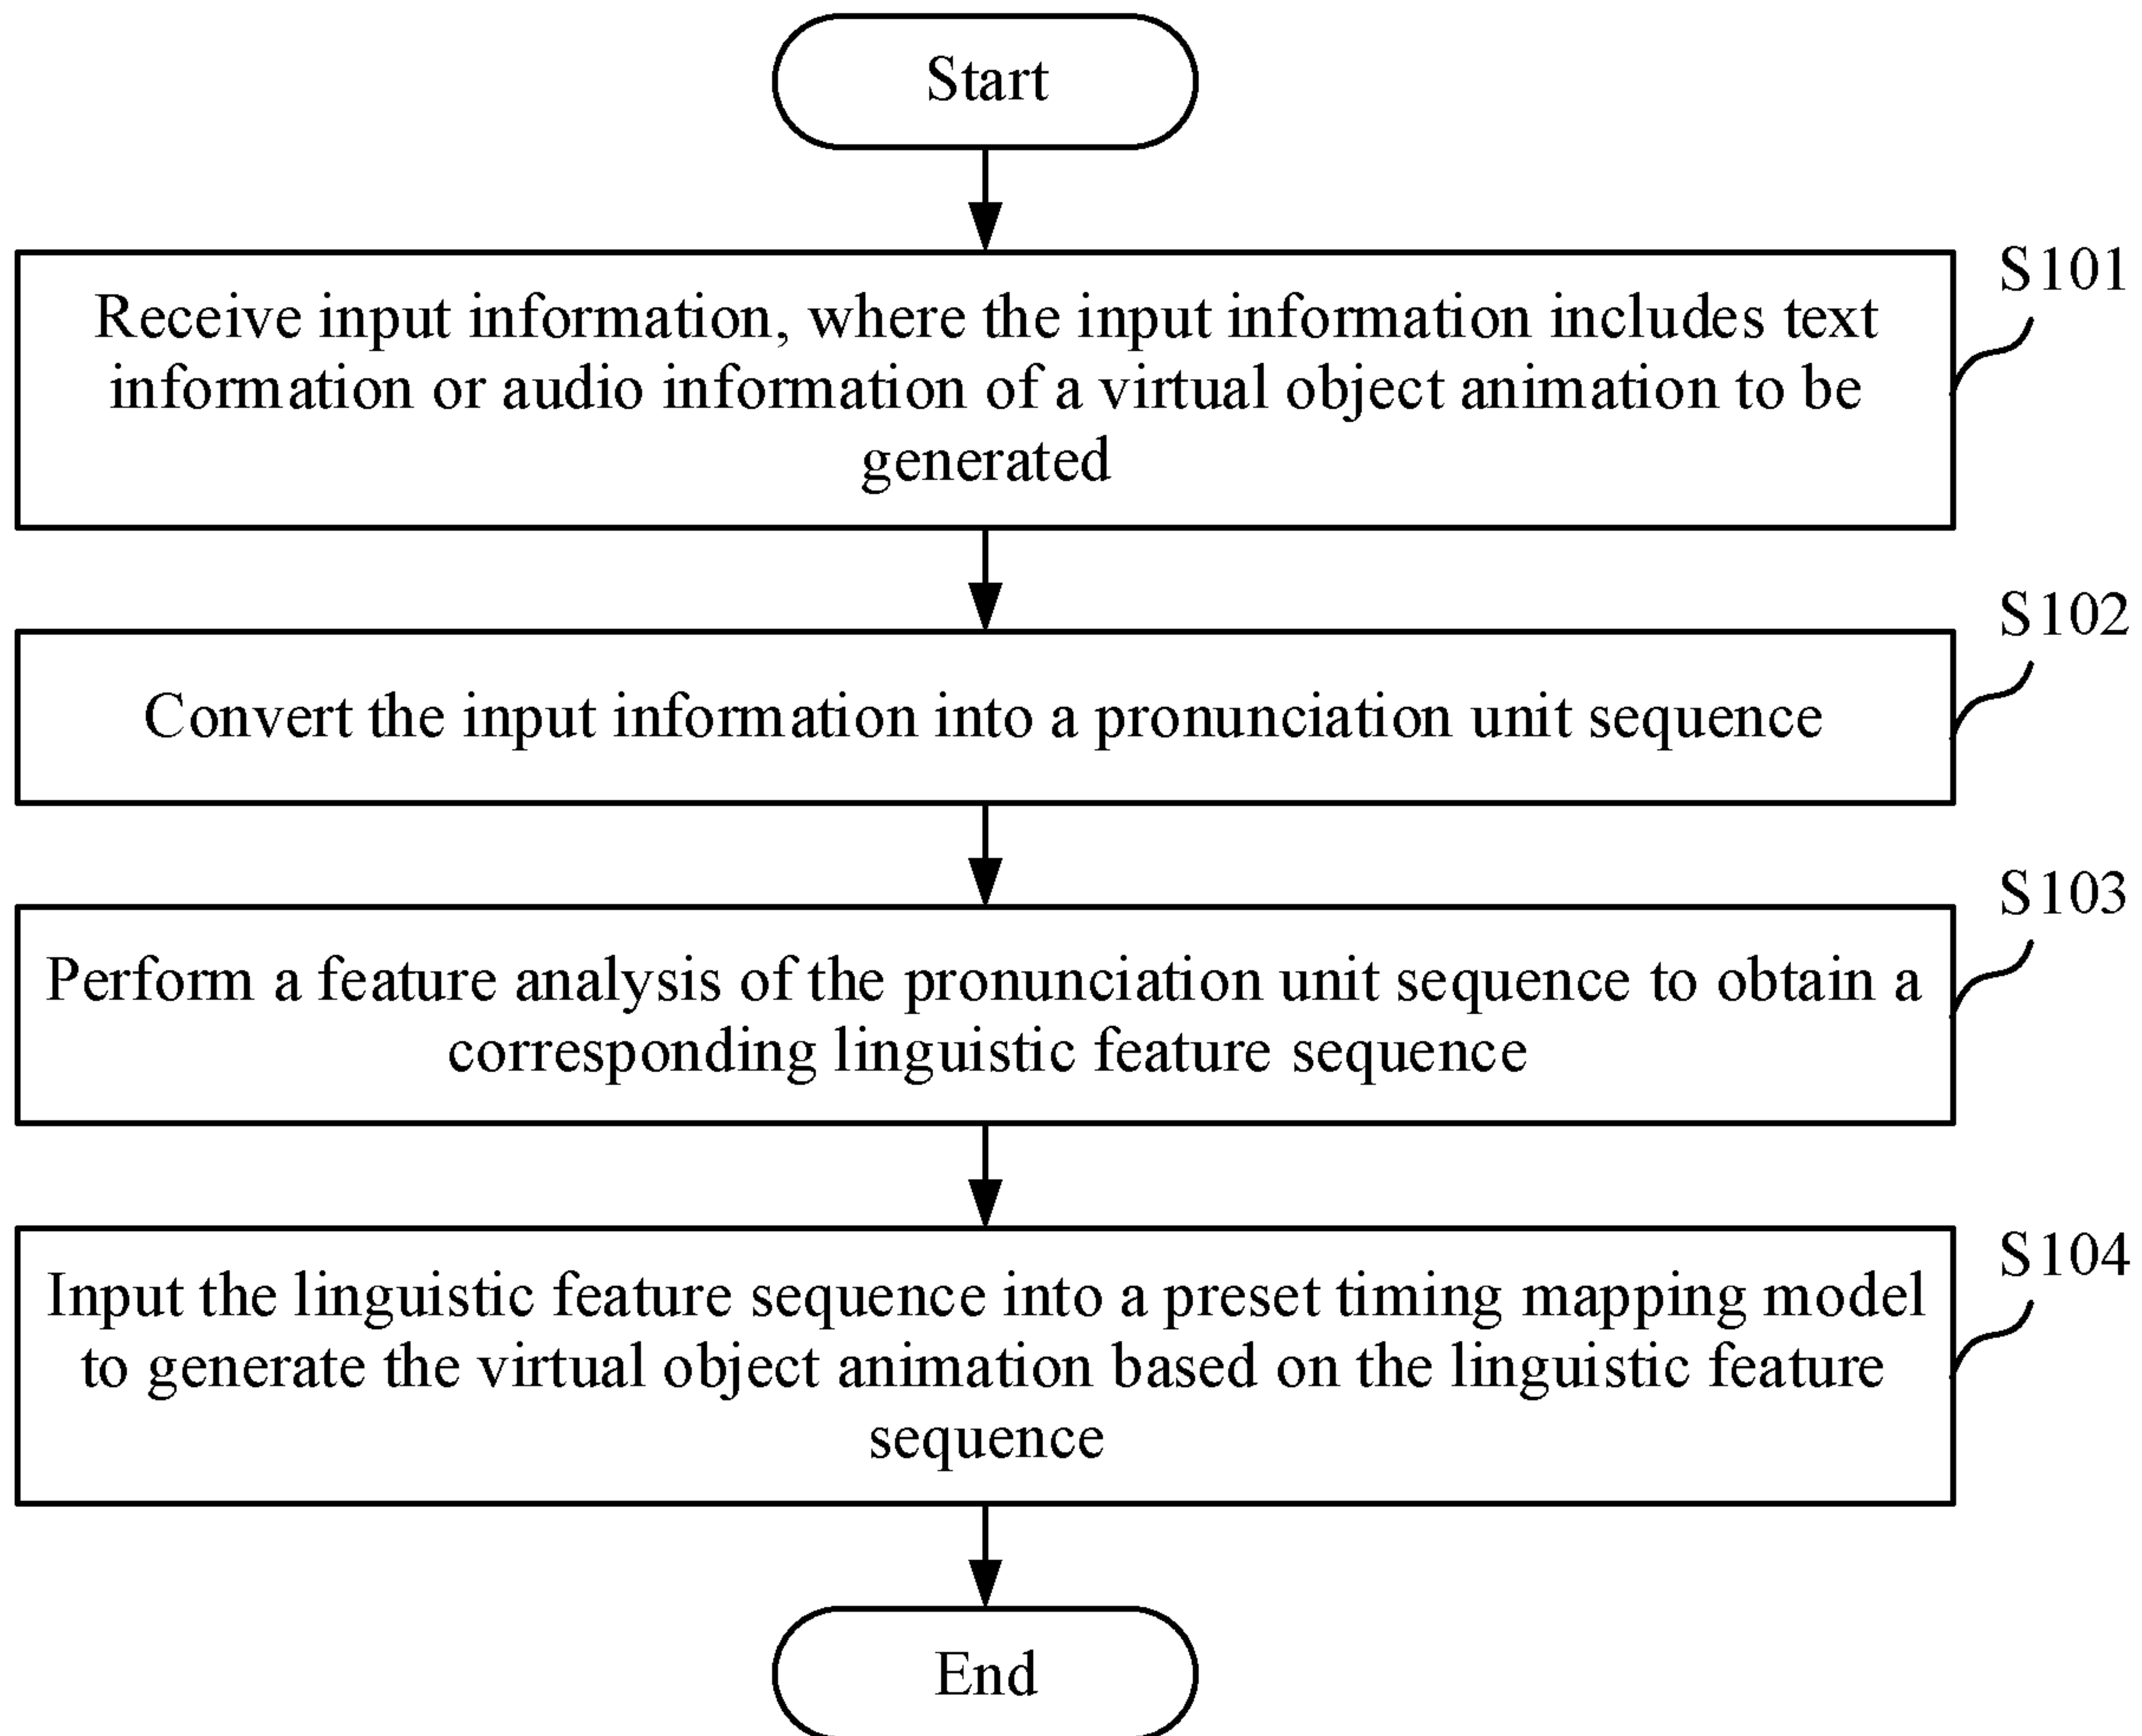 Start
S101
Receive input information, where the input information includes text
information or audio information of a virtual object animation to be
generated
S102
Convert the input information into a pronunciation unit sequence
S103
Perform a feature analysis of the pronunciation unit sequence to obtain a
corresponding linguistic feature sequence
S104
Input the linguistic feature sequence into a preset timing mapping model
to generate the virtual object animation based on the linguistic feature
sequence
End